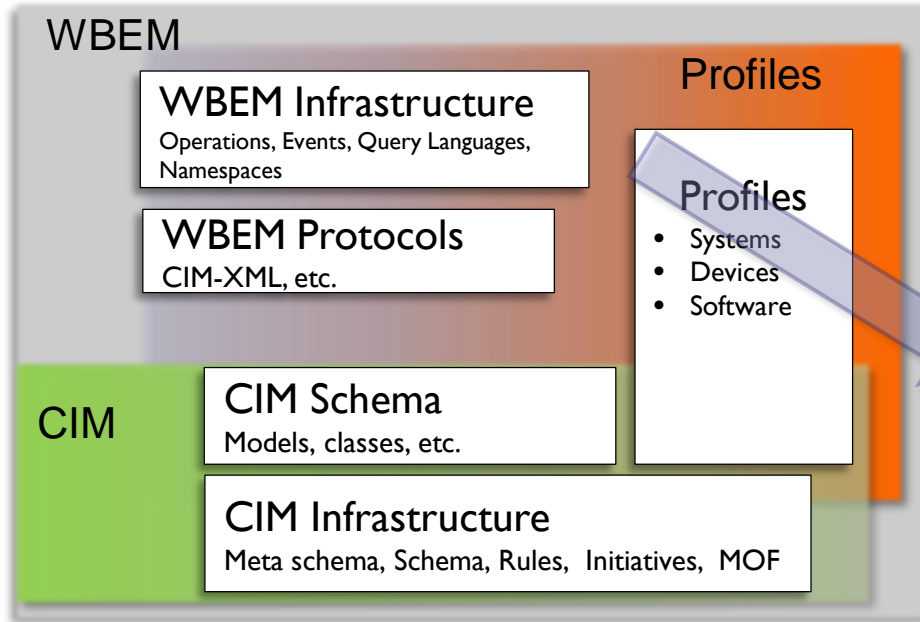 WBEM
Profiles
WBEM Infrastructure
Operations, Events, Query Languages,
Namespaces
WBEM Protocols
CIM-XML, etc.
Profiles
• Systems
• Devices
• Software
CIM
CIM Schema
Models, classes, etc.
CIM Infrastructure
Meta schema, Schema, Rules, Initiatives, MOF